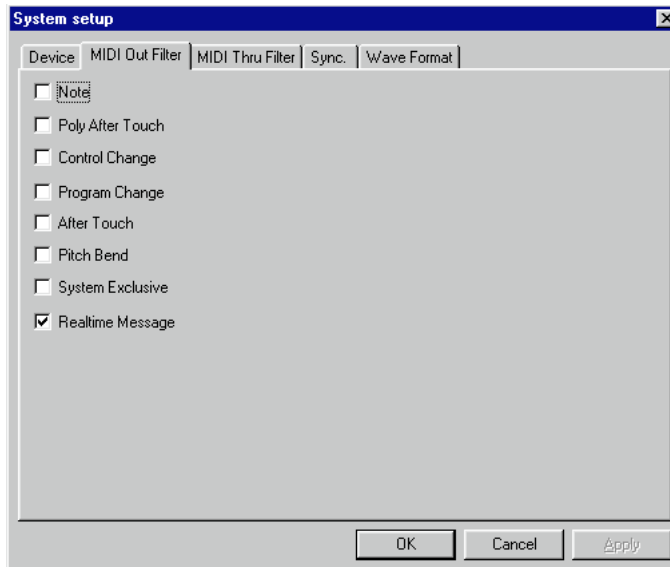 System setup
Device MIDI Out Filter MIDI Thru Filter Sync. Wave Format
Note
Poly After Touch
Control Change
Program Change
After Touch
Pitch Bend
System Exclusive
Realtime Message
OK Cancel Apply